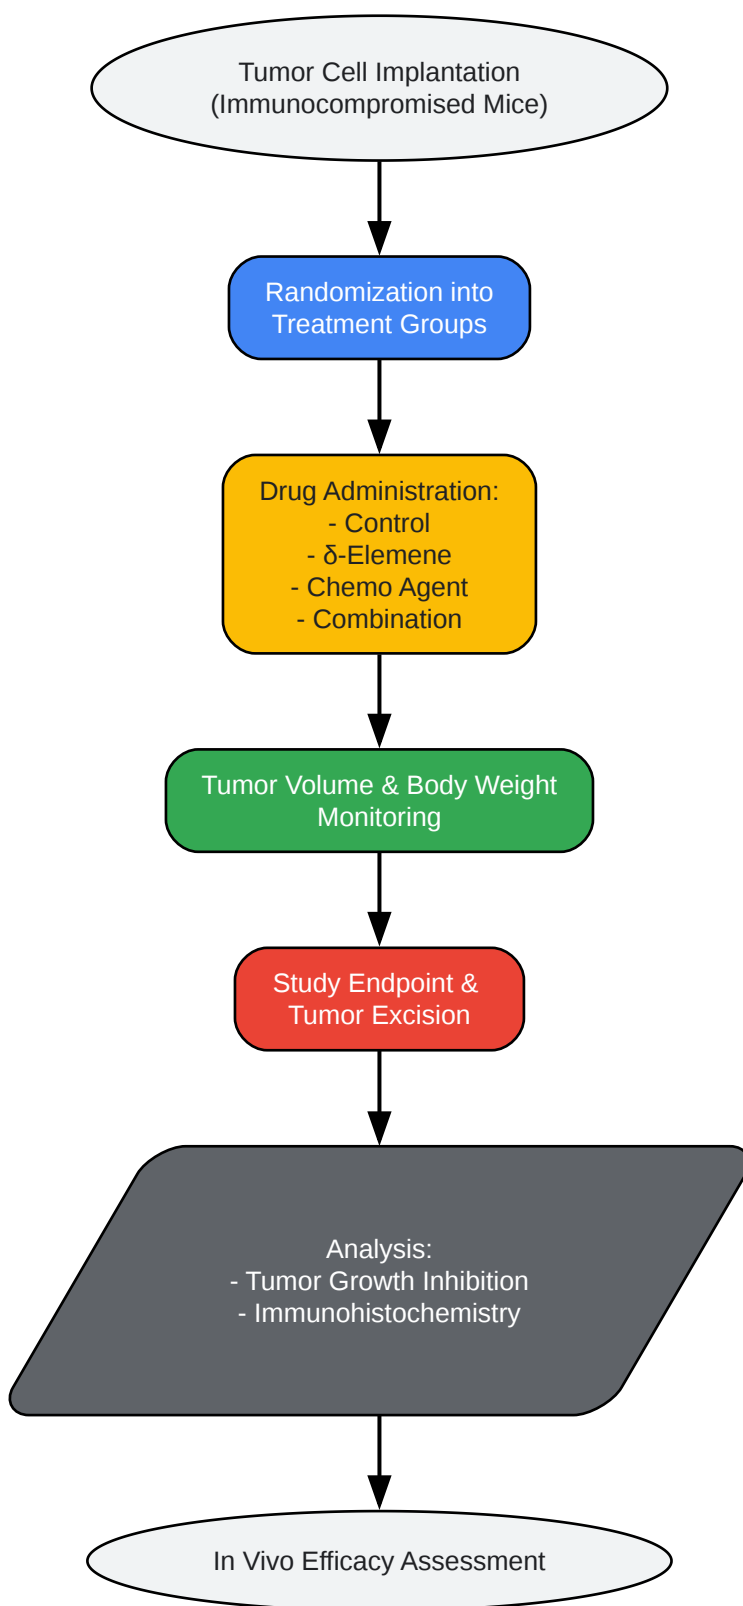 Tumor Cell Implantation
(Immunocompromised Mice)
Randomization into
Treatment Groups
Drug Administration:
- Control
- δ-Elemene
- Chemo Agent
- Combination
Tumor Volume & Body Weight
Monitoring
Study Endpoint &
Tumor Excision
Analysis:
- Tumor Growth Inhibition
- Immunohistochemistry
In Vivo Efficacy Assessment